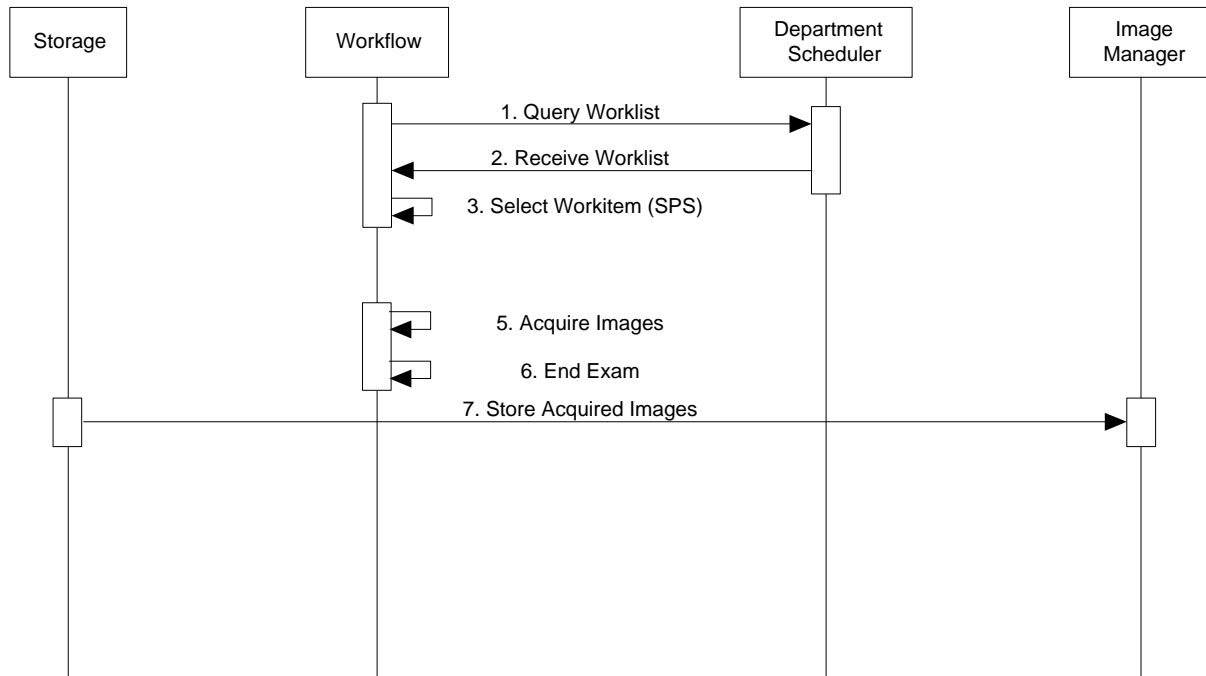 Storage
Workflow
Department
Scheduler
Image
Manager
1. Query Worklist
2. Receive Worklist
3. Select Workitem (SPS)
5. Acquire Images
6. End Exam
7. Store Acquired Images